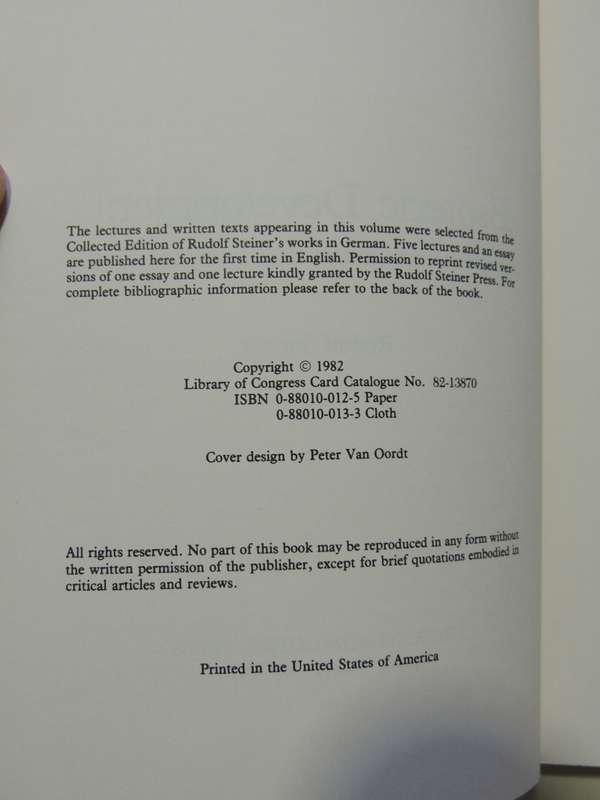 The lectures and written texts appearing in this volume were selected from the
Collected Edition of Rudolf Steiner's works in German. Five lectures and an essay
are published here for the first time in English. Permission to reprint revised ver-
sions of one essay and one lecture kindly granted by the Rudolf Steiner Press. For
complete bibliographic information please refer to the back of the book.
Copyright © 1982
Library of Congress Card Catalogue No. 82-13870
ISBN 0-88010-012-5 Paper
0-88010-013-3 Cloth
Cover design by Peter Van Oordt
All rights reserved. No part of this book may be reproduced in any form without
the written permission of the publisher, except for brief quotations embodied in
critical articles and reviews.
Printed in the United States of America